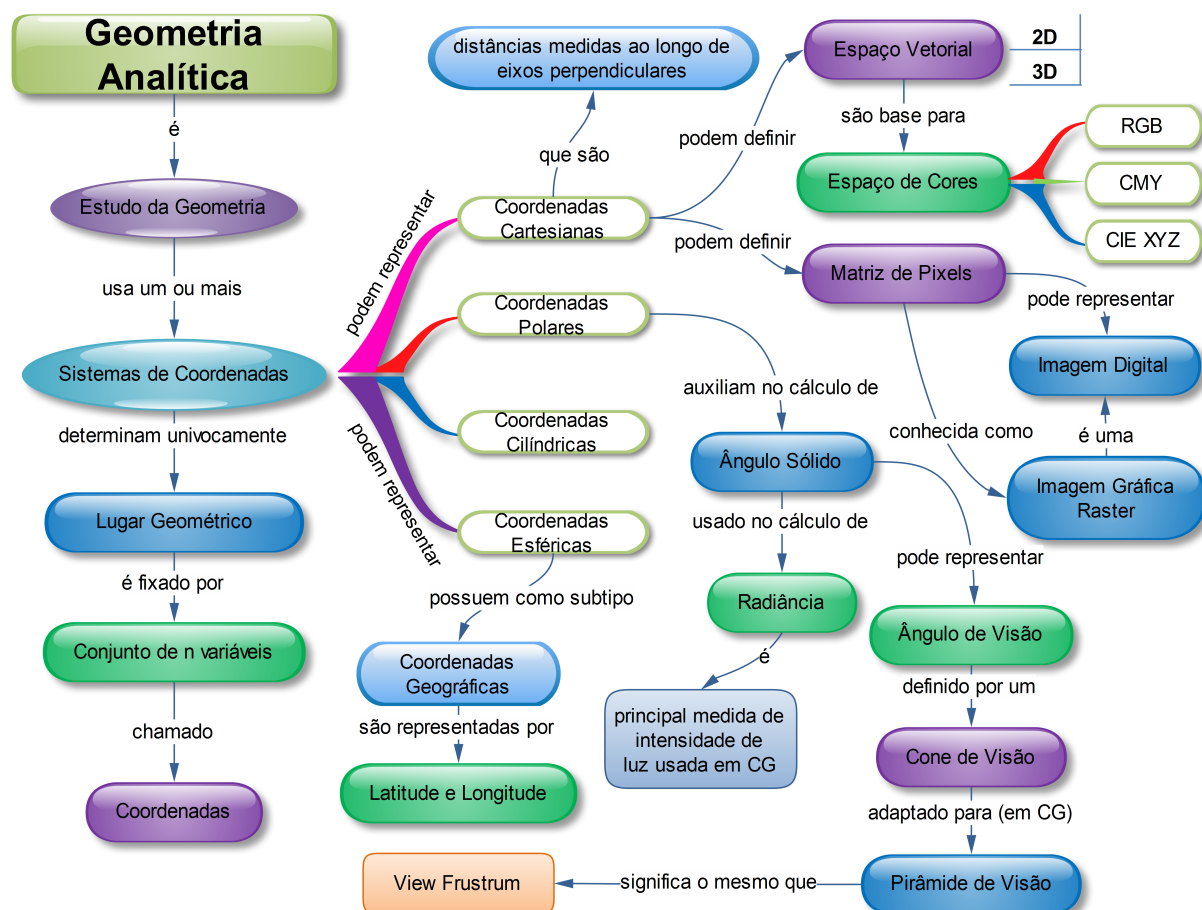 Geometria
Analítica
é
Estudo da Geometria
usa um ou mais
Sistemas de Coordenadas
determinam univocamente
Lugar Geométrico
é fixado por
Conjunto de n variáveis
chamado
Coordenadas
podem representar
podem representar
distâncias medidas ao longo de
eixos perpendiculares
que são
Coordenadas
Cartesianas
Coordenadas
Polares
Coordenadas
Cilíndricas
Coordenadas
Esféricas
possuem como subtipo
Coordenadas
Geográficas
são representadas por
Latitude e Longitude
podem definir
Espaço Vetorial
2D
3D
são base para
Espaço de Cores
RGB
CMY
CIE XYZ
podem definir
Matriz de Pixels
pode representar
Imagem Digital
é uma
conhecida como
Imagem Gráfica
Raster
auxiliam no cálculo de
Ângulo Sólido
usado no cálculo de
Radiância
é
principal medida de
intensidade de
luz usada em CG
pode representar
Ângulo de Visão
definido por um
Cone de Visão
adaptado para (em CG)
Pirâmide de Visão
significa o mesmo que
View Frustrum